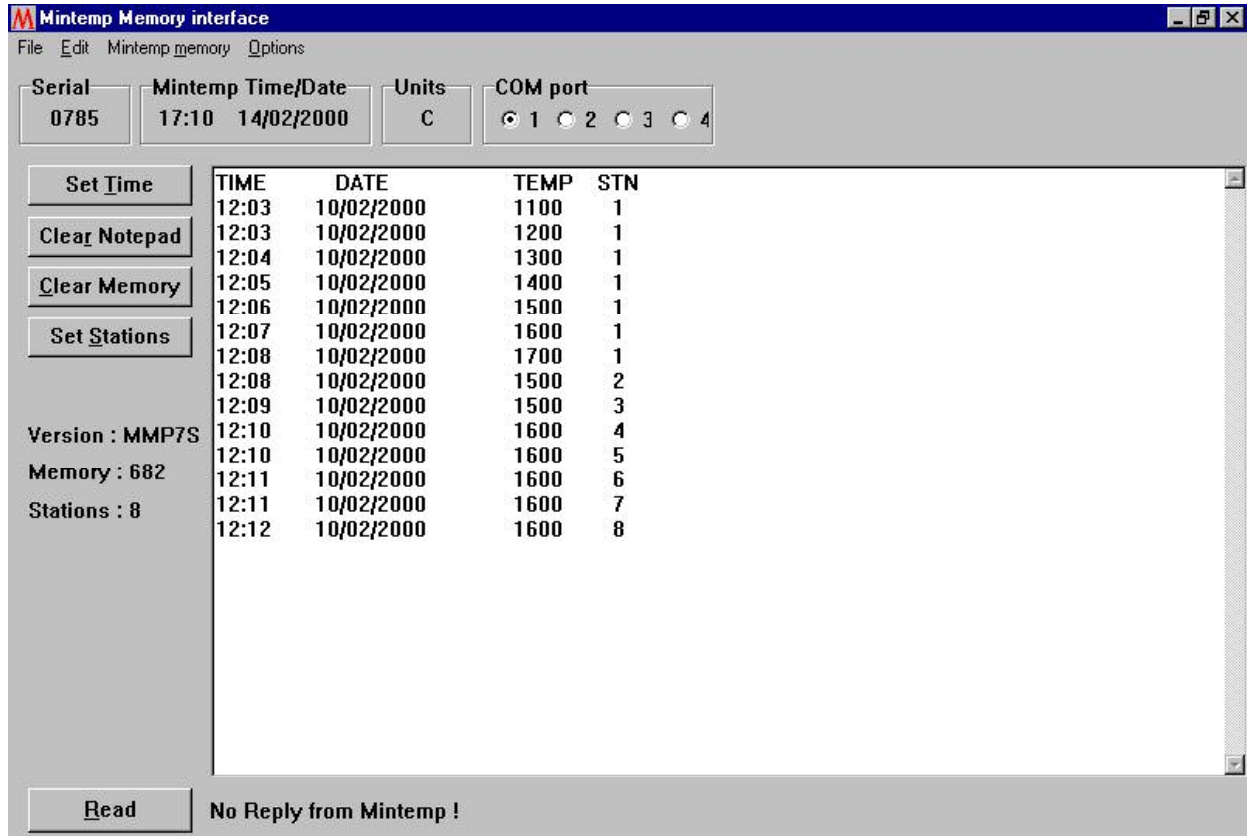 Mintemp Memory interface
File Edit Mintemp memory Options
Serial Mintemp Time/Date Units COM port
0785 17:10 14/02/2000 C 1 2 3 4
Set Time
Clear Notepad
Clear Memory
Set Stations
Version : MMP7S
Memory : 682
Stations : 8
TIME DATE TEMP STN
12:03 10/02/2000 1100 1
12:03 10/02/2000 1200 1
12:04 10/02/2000 1300 1
12:05 10/02/2000 1400 1
12:06 10/02/2000 1500 1
12:07 10/02/2000 1600 1
12:08 10/02/2000 1700 1
12:08 10/02/2000 1500 2
12:09 10/02/2000 1500 3
12:10 10/02/2000 1600 4
12:10 10/02/2000 1600 5
12:11 10/02/2000 1600 6
12:11 10/02/2000 1600 7
12:12 10/02/2000 1600 8
Read No Reply from Mintemp !